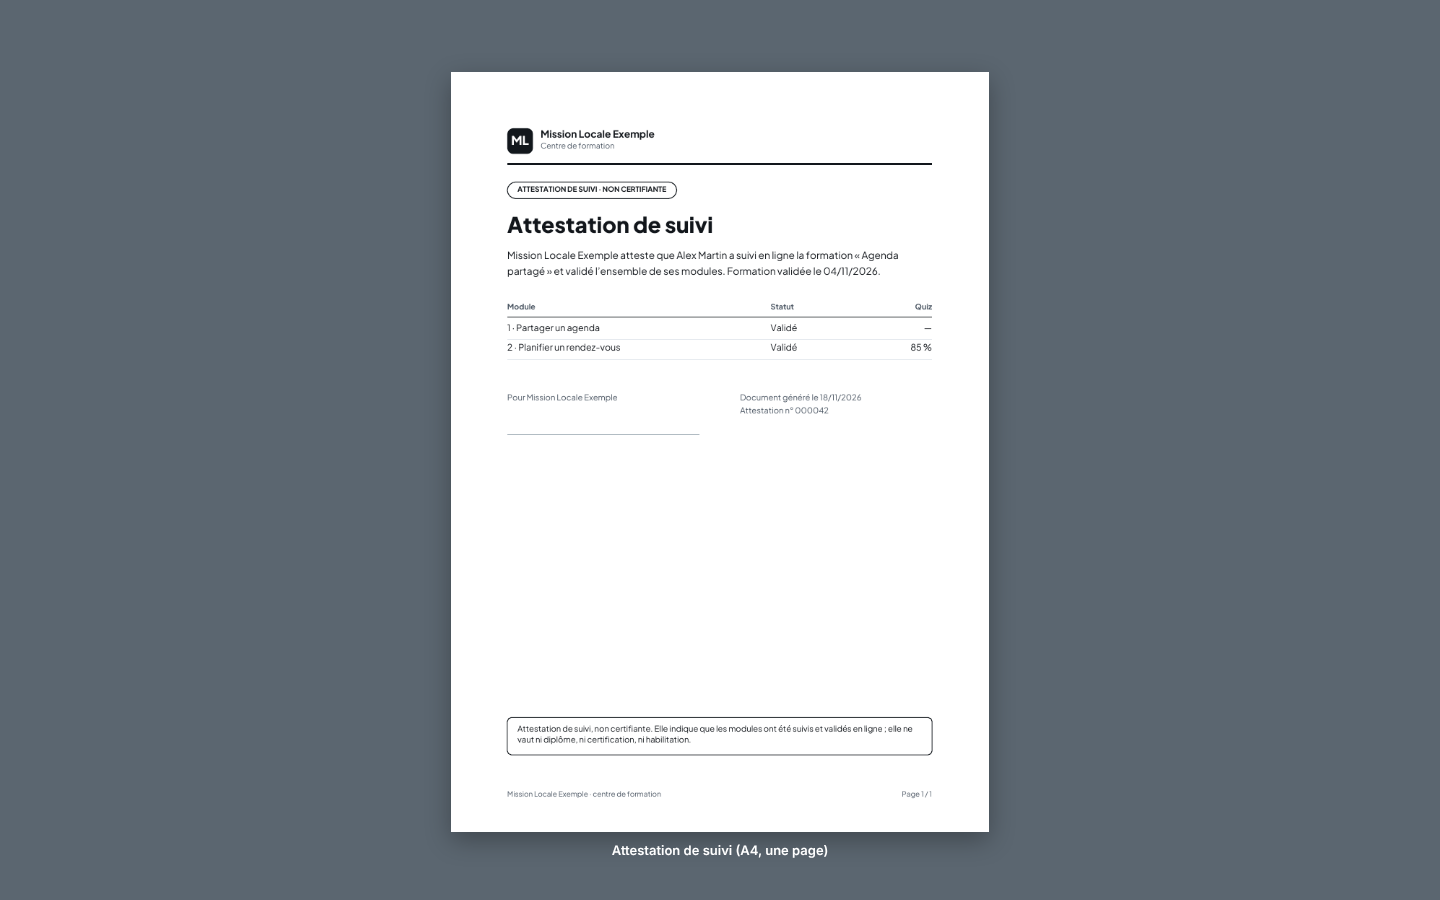 ML
Mission Locale Exemple
Centre de formation
ATTESTATION DE SUIVI · NON CERTIFIANTE
Attestation de suivi
Mission Locale Exemple atteste que Alex Martin a suivi en ligne la formation « Agenda
partagé » et validé l’ensemble de ses modules. Formation validée le 04/11/2026.
Module Statut Quiz
1 · Partager un agenda Validé —
2 · Planifier un rendez-vous Validé 85 %
Pour Mission Locale Exemple Document généré le 18/11/2026
Attestation n° 000042
Attestation de suivi, non certifiante. Elle indique que les modules ont été suivis et validés en ligne ; elle ne
vaut ni diplôme, ni certification, ni habilitation.
Mission Locale Exemple · centre de formation Page 1 / 1
Attestation de suivi (A4, une page)